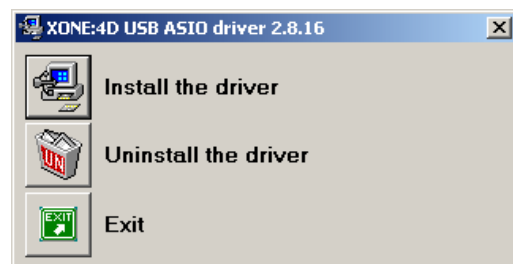 XONE:4D USB ASIO driver 2.8.16
Install the driver
UN
Uninstall the driver
EXIT
Exit